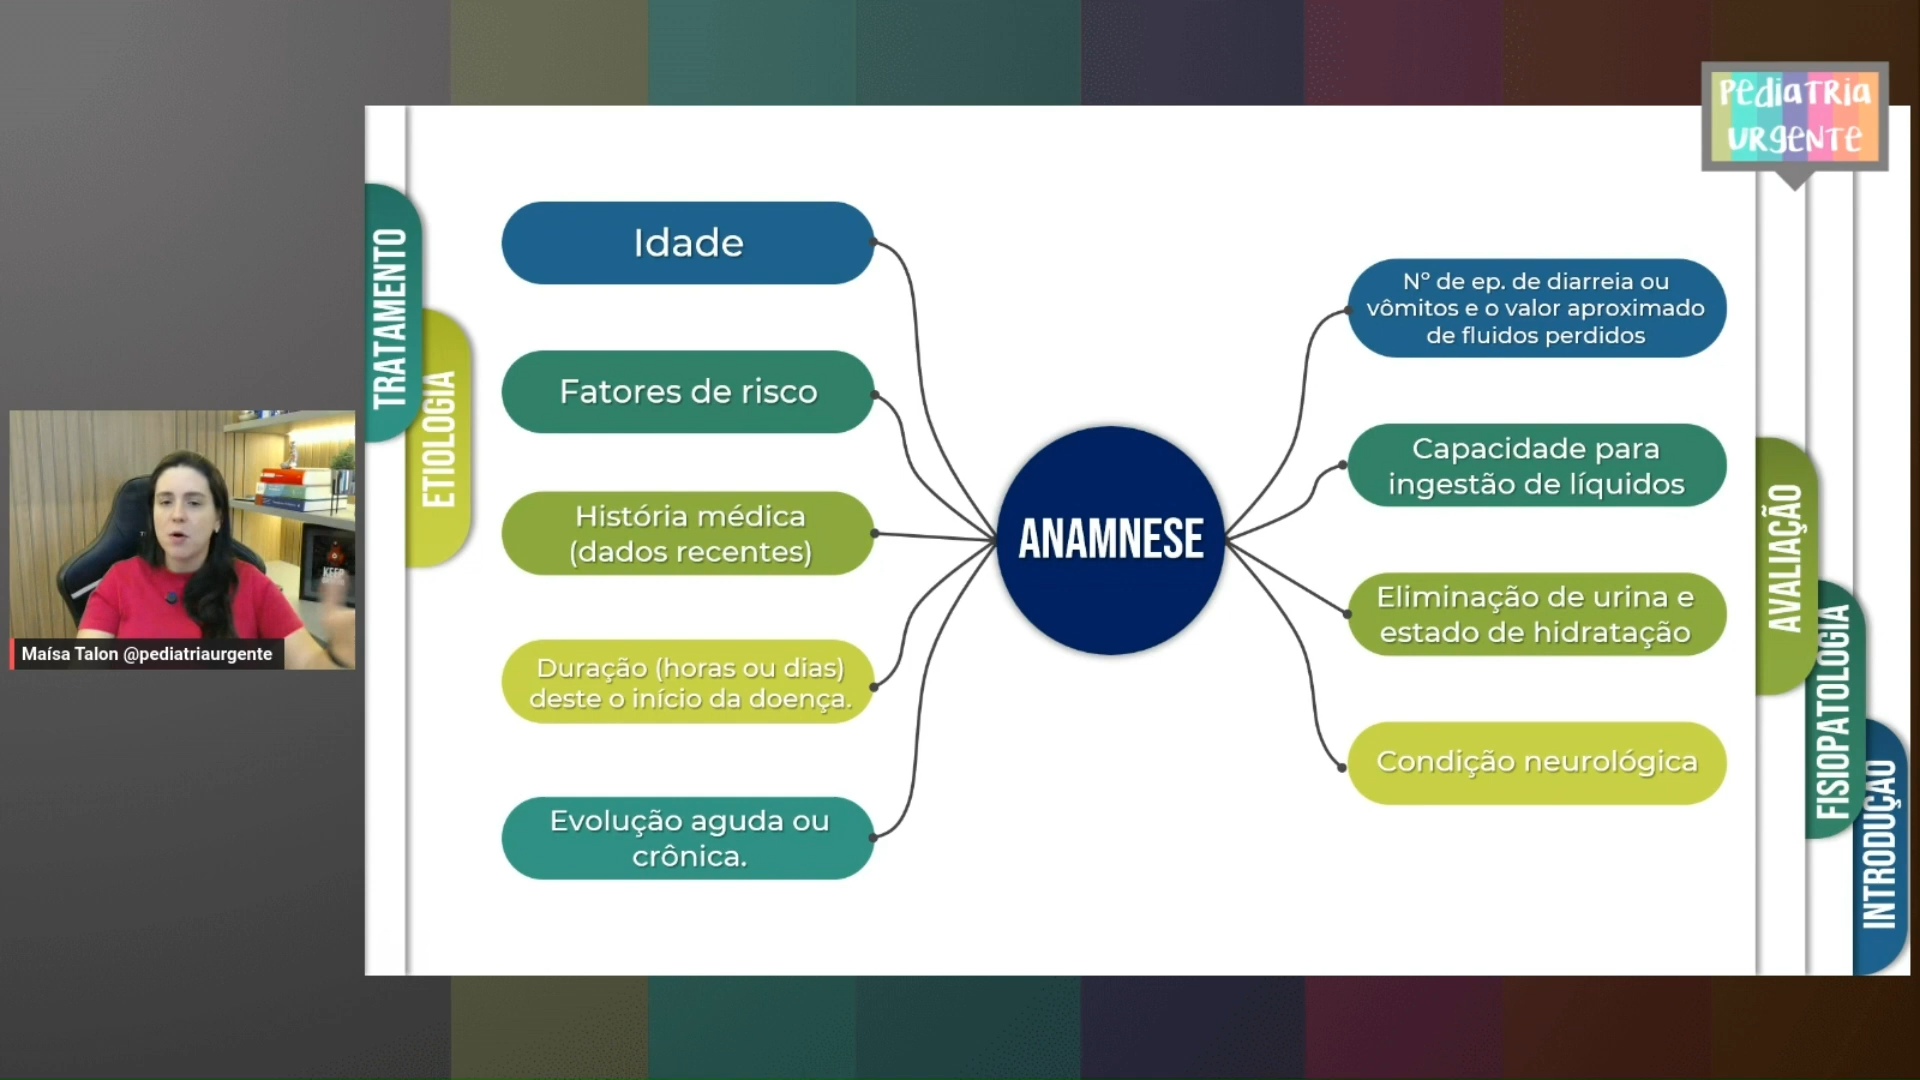 PEDIATRIA
URGENTE
TRATAMENTO
ETIOLOGIA
Idade
Fatores de risco
História médica
(dados recentes)
Duração (horas ou dias)
deste o início da doença.
Evolução aguda ou
crônica.
ANAMNESE
Nº de ep. de diarreia ou
vômitos e o valor aproximado
de fluidos perdidos
Capacidade para
ingestão de líquidos
Eliminação de urina e
estado de hidratação
Condição neurológica
AVALIAÇÃO
FISIOPATOLOGIA
INTRODUÇÃO
KEEP
Maísa Talon @pediatriaurgente